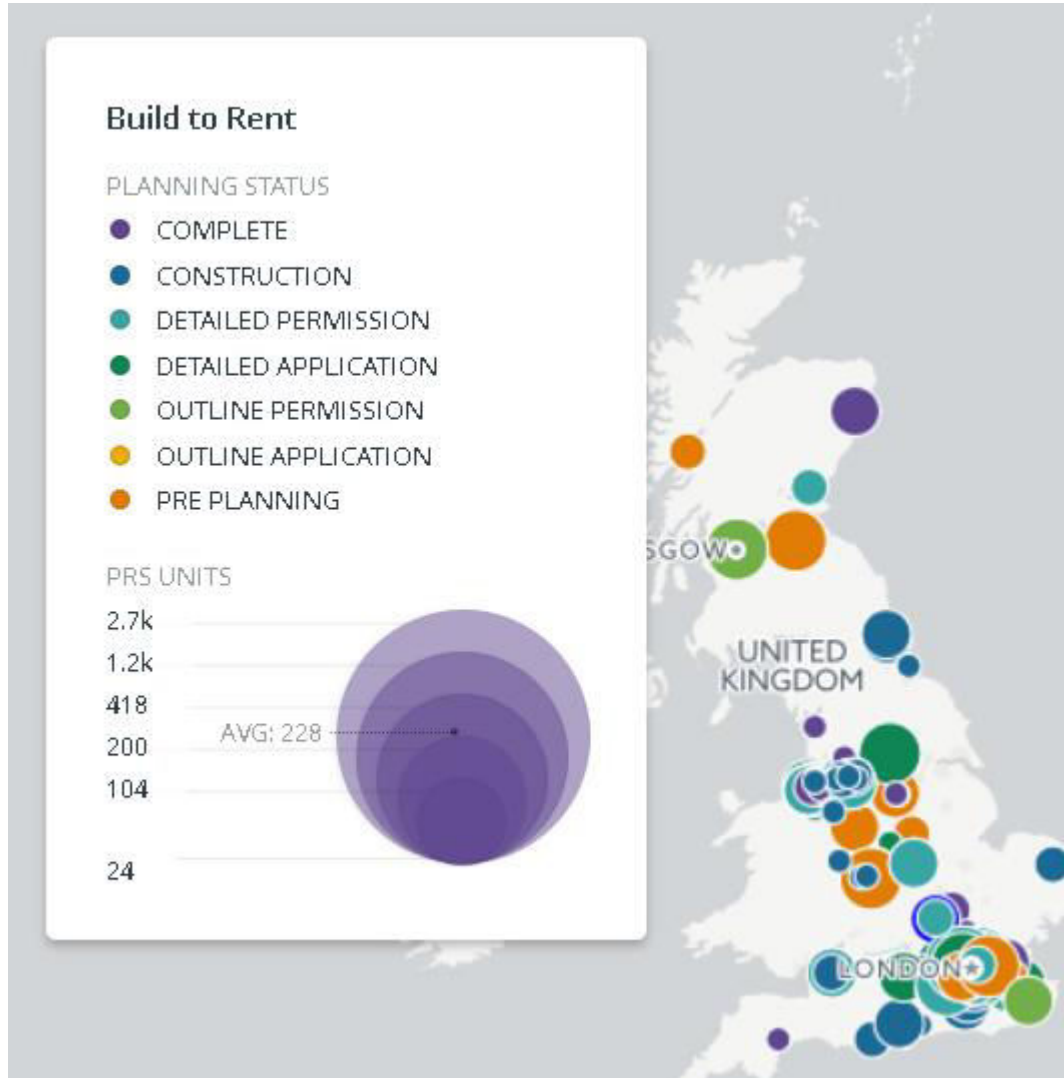 Build to Rent
PLANNING STATUS
COMPLETE
CONSTRUCTION
DETAILED PERMISSION
DETAILED APPLICATION
OUTLINE PERMISSION
OUTLINE APPLICATION
PRE PLANNING
PRS UNITS
2.7k
1.2k
418
200
AVG: 228
104
24
SGOW
UNITED
KINGDOM
LONDON